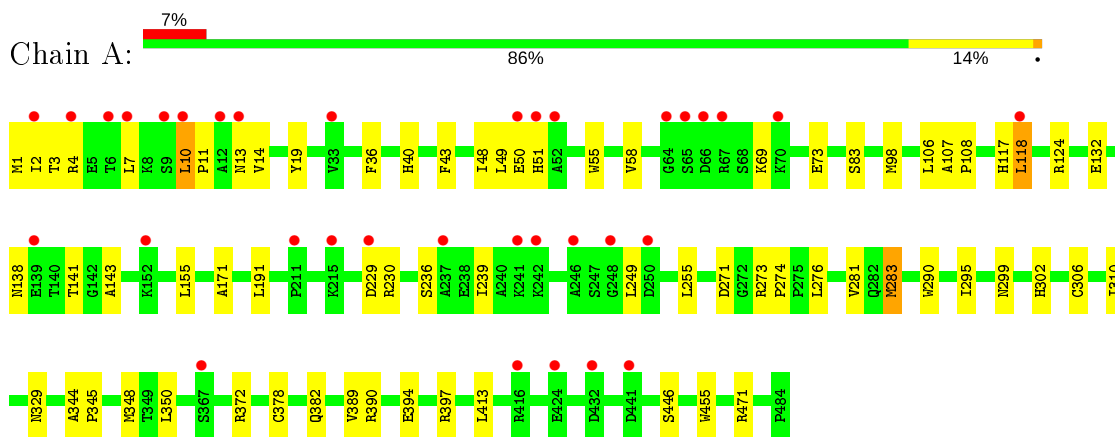 7%
Chain A:
86% 14% •
M1 I2 T3 R4 E5 T6 L7 K8 S9 L10 P11 A12 N13 V14 Y19 V33 F36 H40 F43 I48 L49 E50 H51 A52 W55 V58 G64 S65 D66 R67 S68 K69 K70 E73 S83 M98 L106 A107 P108 H117 L118 R124 E132
N138 E139 T140 T141 G142 A143 K152 L155 A171 L191 P211 K215 D229 R230 S236 A237 E238 I239 A240 K241 K242 A246 S247 G248 L249 D250 L255 D271 G272 R273 P274 P275 L276 V281 Q282 M283 W290 I295 N299 H302 C306
N329 A344 P345 M348 T349 L350 S367 R372 C378 Q382 V389 R390 E394 R397 L413 R416 E424 D432 D441 S446 W455 R471 P484